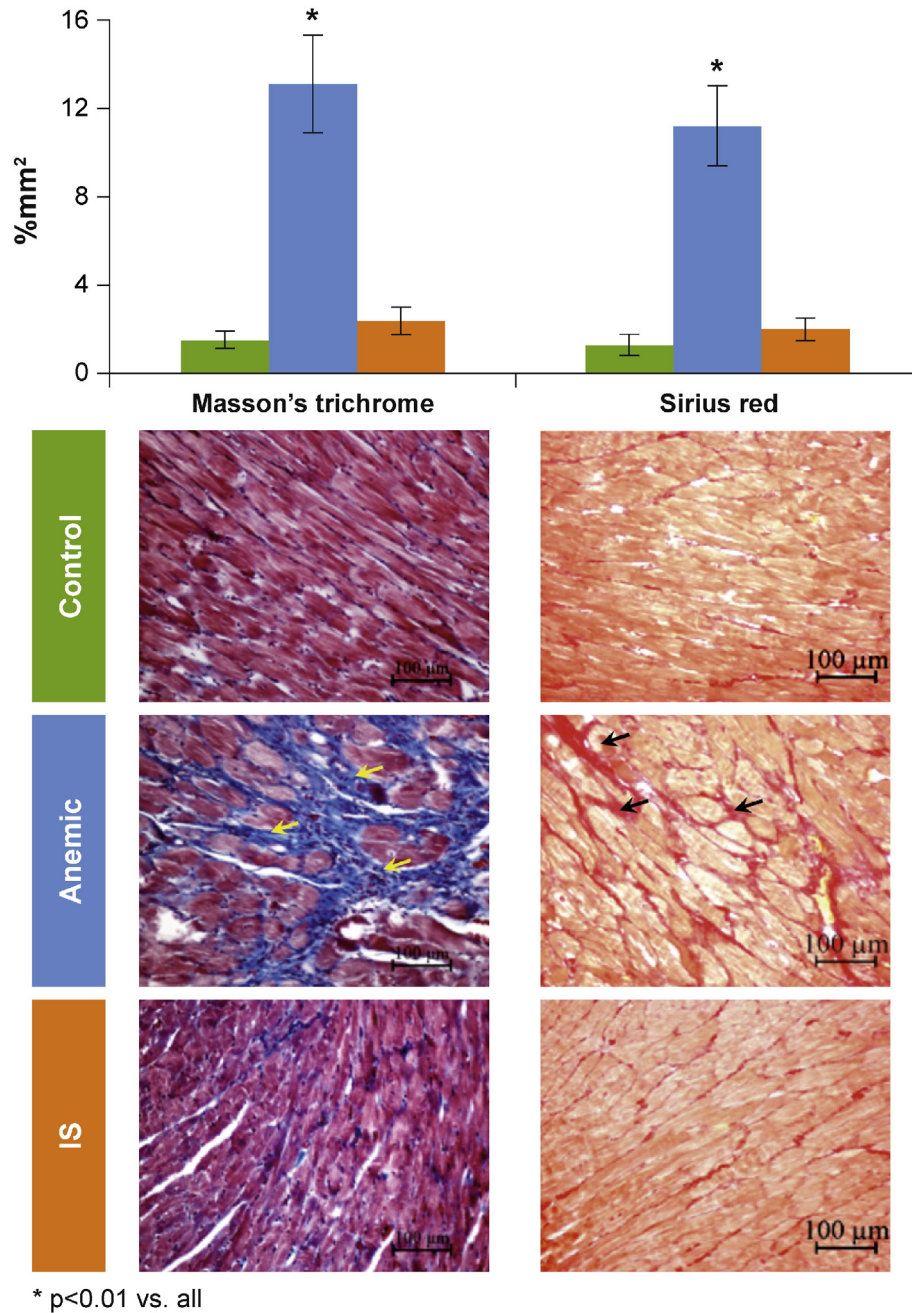 16
*
12
*
%mm²
8
4
0
Masson's trichrome
Sirius red
Control
100 µm
100 µm
Anemic
100 µm
100 µm
IS
100 µm
100 µm
* p<0.01 vs. all